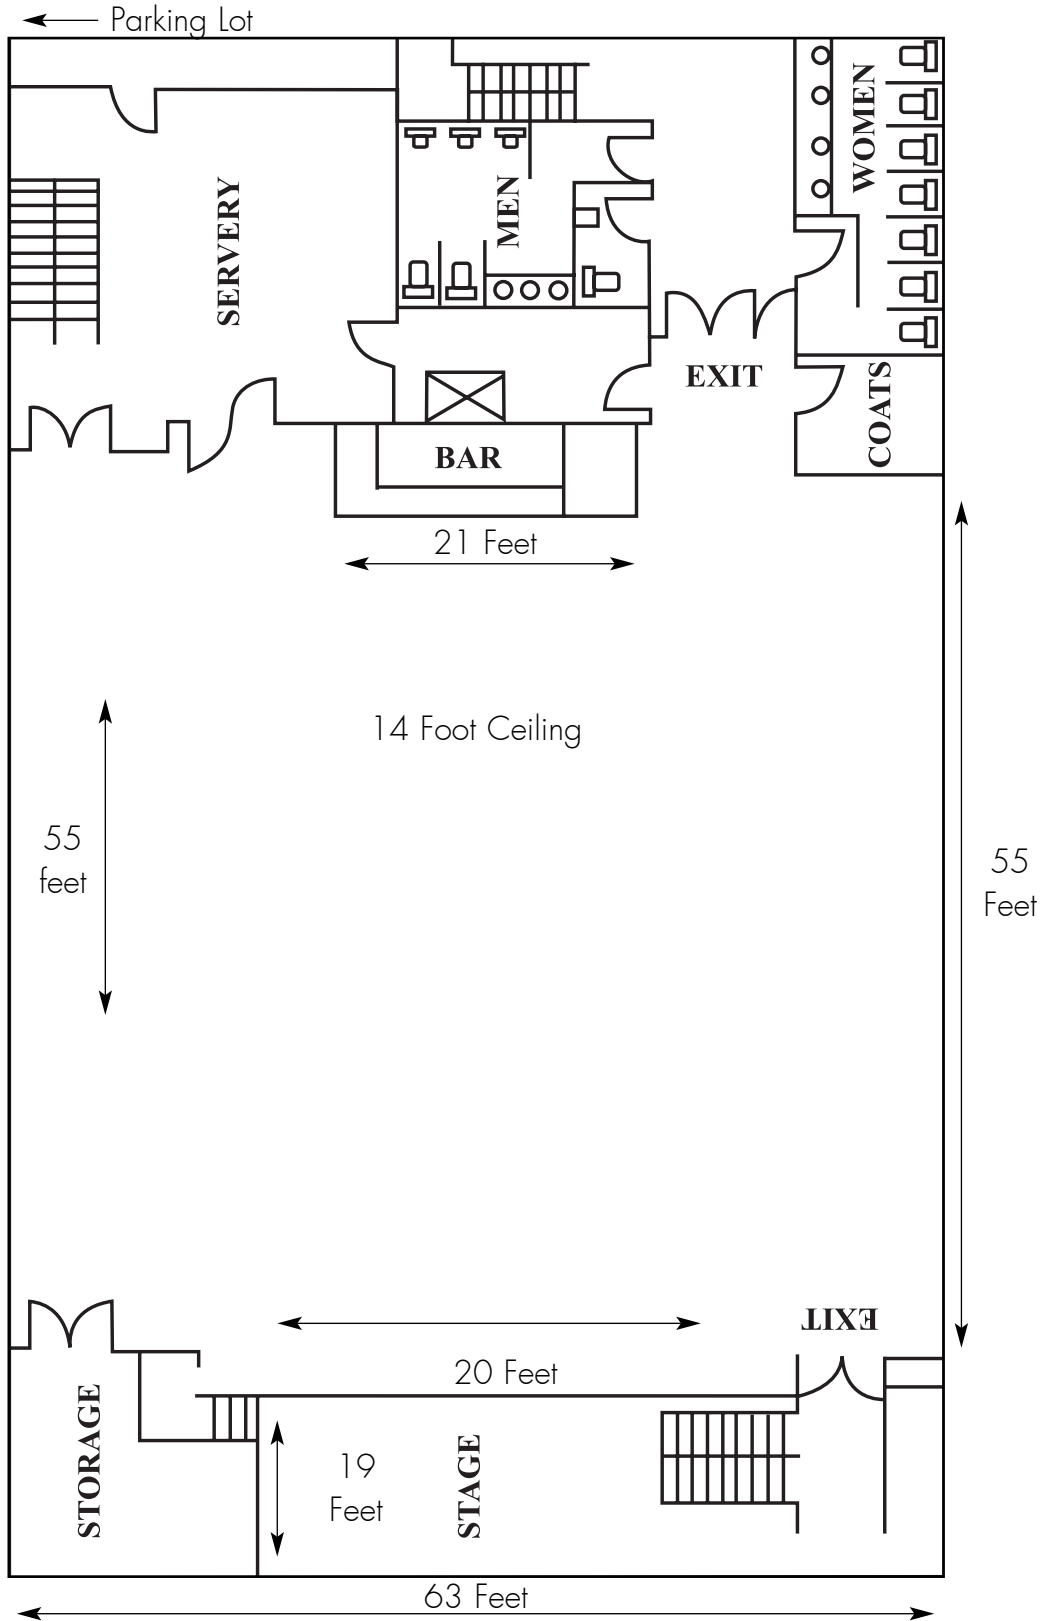 Parking Lot
WOMEN
MEN
SERVERY
EXIT
COATS
BAR
21 Feet
14 Foot Ceiling
55
feet
55
Feet
EXIT
20 Feet
STORAGE
19
Feet
STAGE
63 Feet